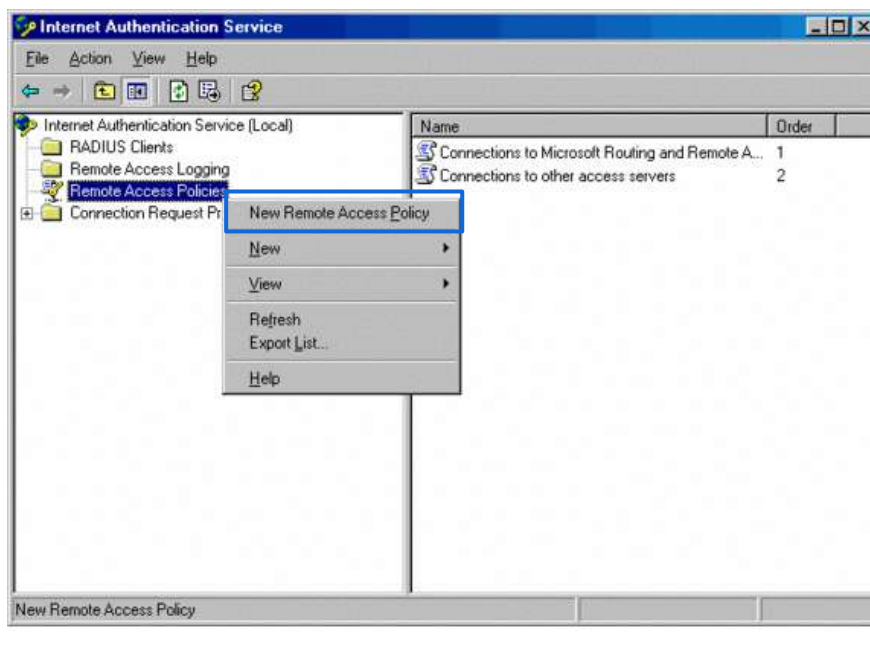 Internet Authentication Service
File Action View Help
Internet Authentication Service (Local)
RADIUS Clients
Remote Access Logging
Remote Access Policies
Connection Request Pr
New Remote Access Policy
New
View
Refresh
Export List...
Help
Name Order
Connections to Microsoft Routing and Remote A... 1
Connections to other access servers 2
New Remote Access Policy